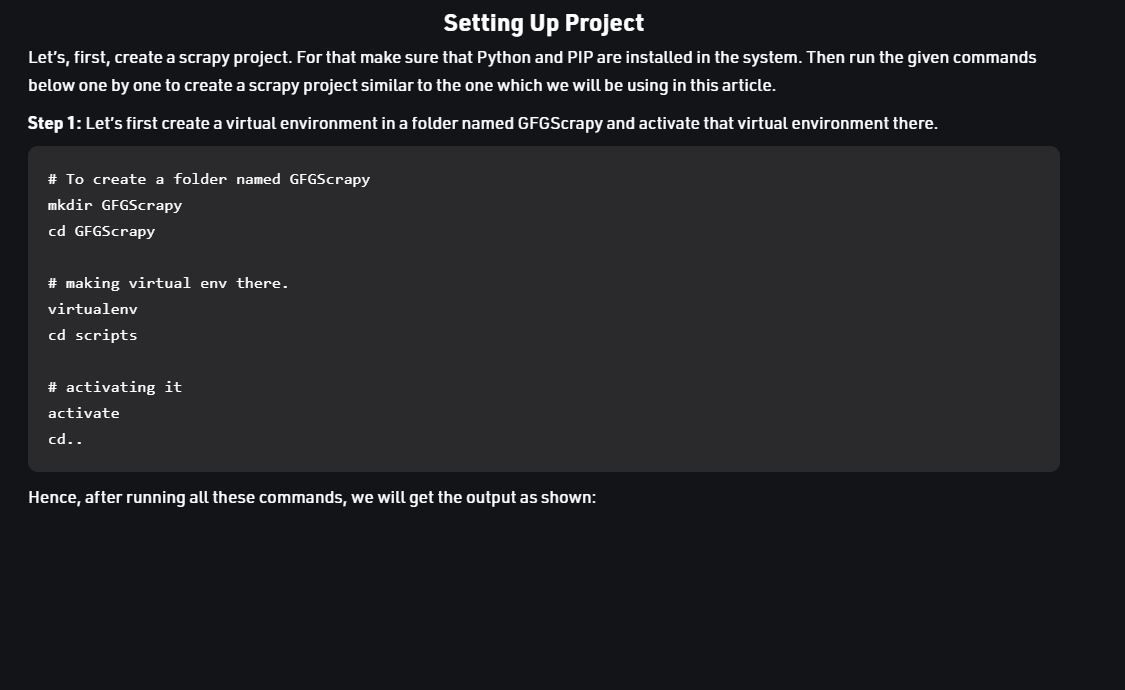 Setting Up Project
Let's, first, create a scrapy project. For that make sure that Python and PIP are installed in the system. Then run the given commands
below one by one to create a scrapy project similar to the one which we will be using in this article.
Step 1: Let's first create a virtual environment in a folder named GFGScrapy and activate that virtual environment there.
# To create a folder named GFGScrapy
mkdir GFGScrapy
cd GFGScrapy
# making virtual env there.
virtualenv
cd scripts
# activating it
activate
cd..
Hence, after running all these commands, we will get the output as shown: